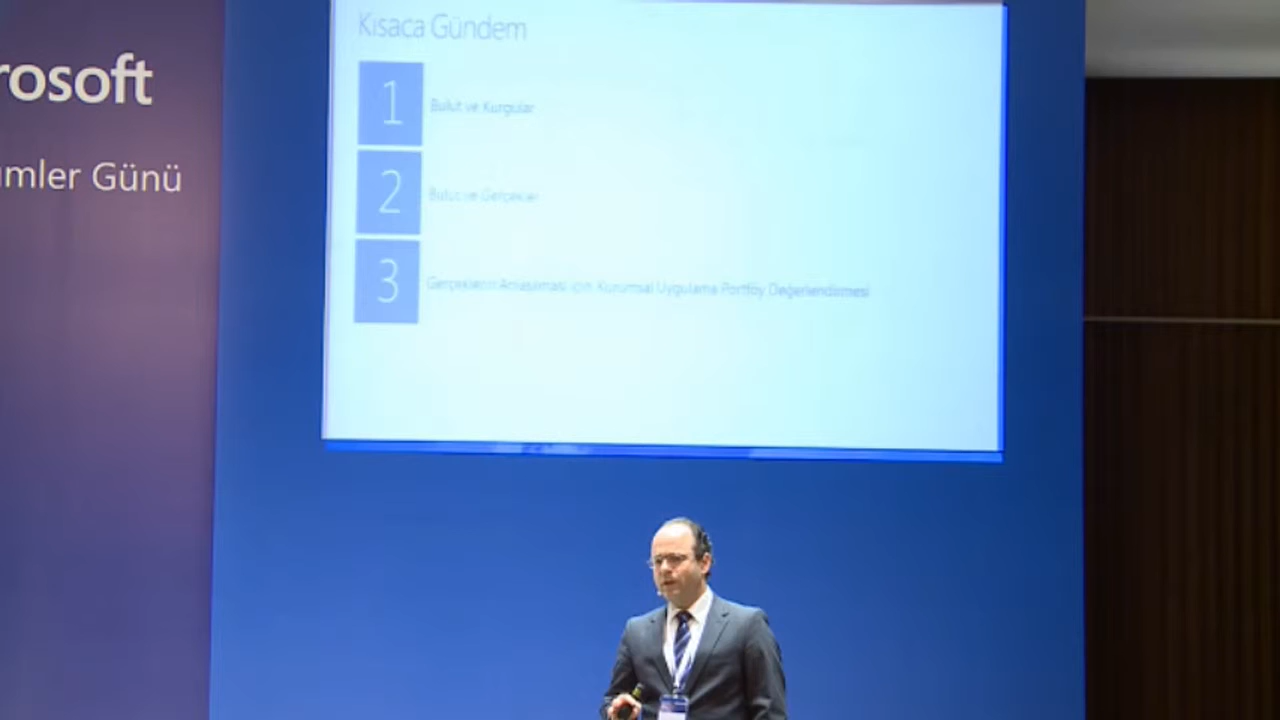 rosoft
mler Günü
Kısaca Gündem
1
Bulut ve Kurgular
2
Bulut ve Gerçekler
3
Gerçeklerin Anlaşılması için Kurumsal Uygulama Portföy Değerlendirmesi